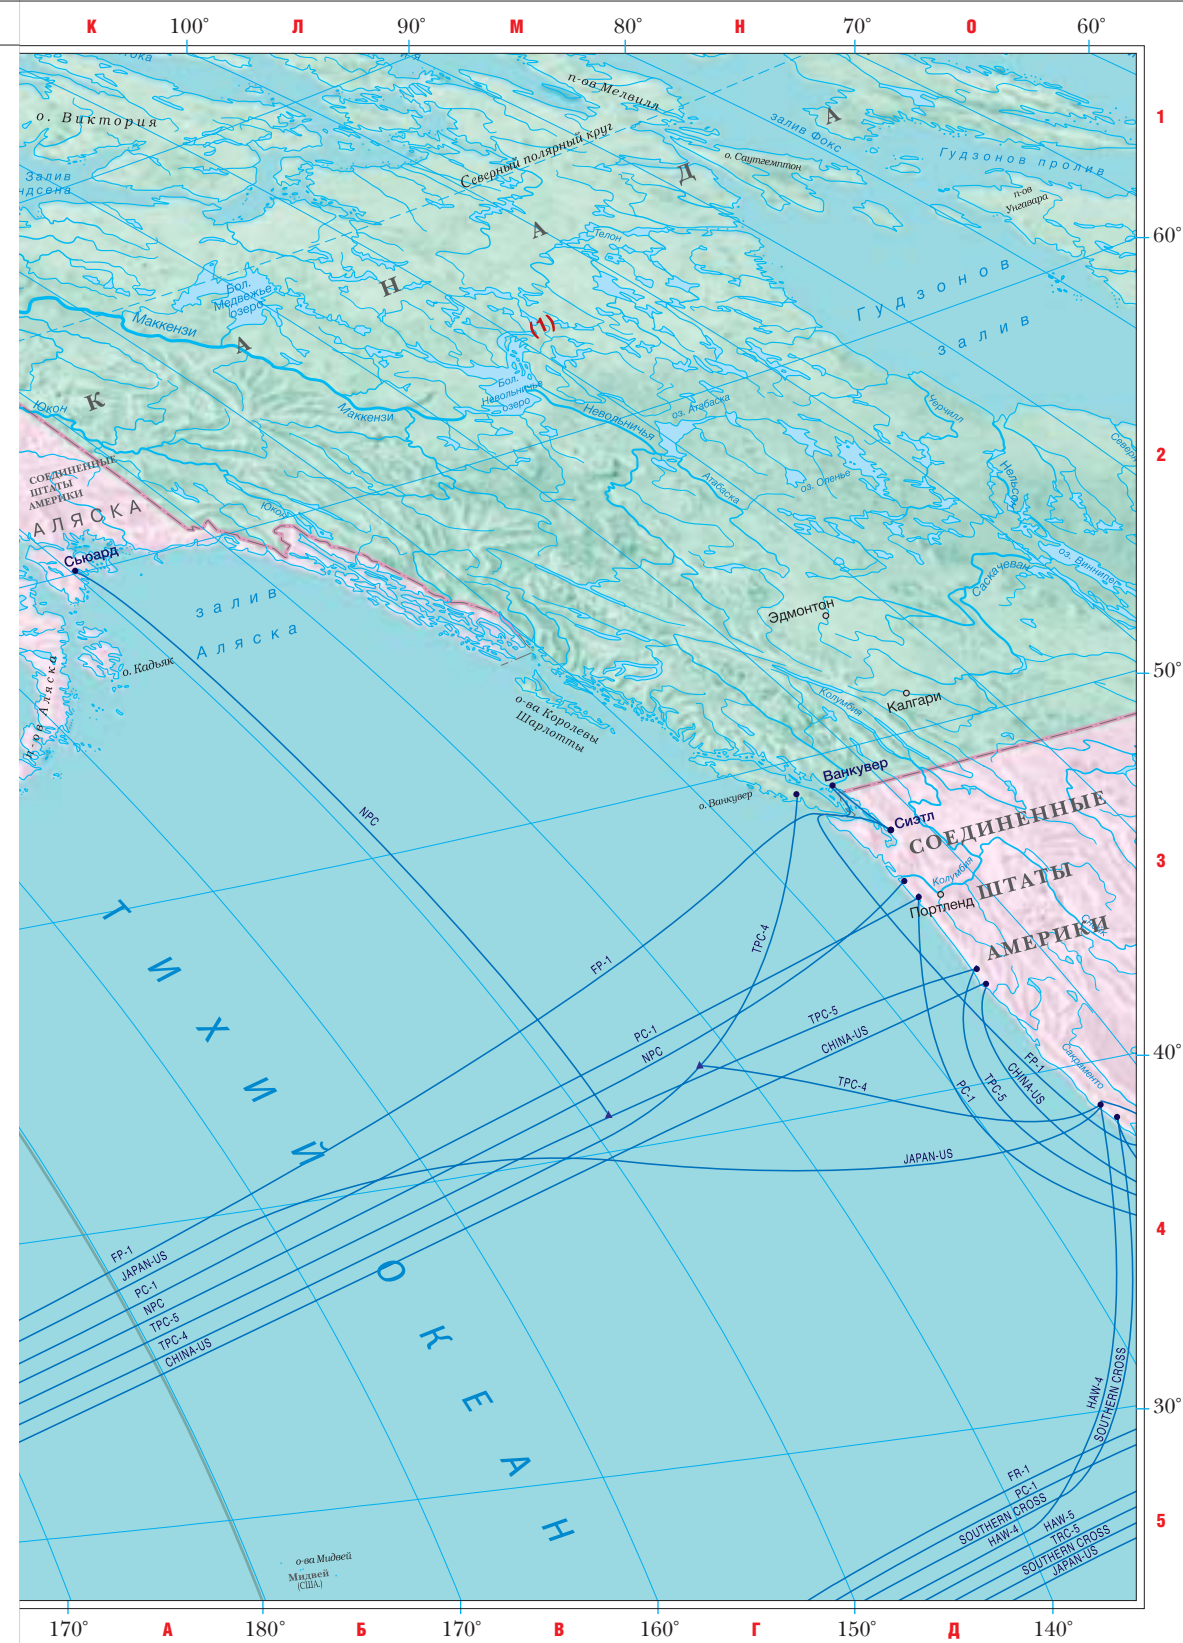 К 100° Л 90° М 80° Н 70° О 60°
п-ов Мелвилл
А
1
о. Виктория
залив Фокс
Северный полярный круг
о. Саутгемптон
Гудзонов пролив
Залив
Д
п-ов
Унгавара
А
Телон
60°
Н
Гудзонов
залив
Бол.
Медвежье
озеро
Маккензи
(1)
А
К
Юкон
Маккензи
Бол.
Невольничье
озеро
Невольничья
оз. Атабаска
Черчилл
2
СОЕДИНЕННЫЕ
ШТАТЫ
АМЕРИКИ
АЛЯСКА
Атабаска
оз. Оленье
Нельсон
Юкон
Сьюард
Саскачеван
оз. Виннипег
залив
Аляска
Эдмонтон
о. Кадьяк
п-ов Аляска
50°
о-ва Королевы
Шарлотты
Колумбия
Калгари
Ванкувер
о. Ванкувер
NPC
Сиэтл
СОЕДИНЕННЫЕ
3
ШТАТЫ
Колумбия
Портленд
АМЕРИКИ
ТИХИЙ
TPC-4
FP-1
PC-1
NPC
TPC-5
CHINA-US
40°
Сакраменто
FP-1
CHINA-US
TPC-5
PC-1
TPC-4
JAPAN-US
4
FP-1
JAPAN-US
PC-1
NPC
TPC-5
TPC-4
CHINA-US
ОКЕАН
HAW-4
SOUTHERN CROSS
30°
FR-1
PC-1
SOUTHERN CROSS
HAW-4
HAW-5
TRC-5
SOUTHERN CROSS
JAPAN-US
5
о-ва Мидвей
Мидвей
(США)
170° А 180° Б 170° В 160° Г 150° Д 140°